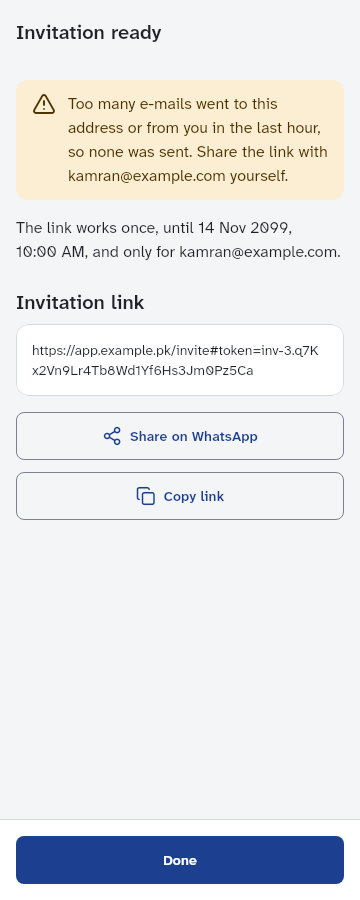 Invitation ready
Too many e-mails went to this
address or from you in the last hour,
so none was sent. Share the link with
kamran@example.com yourself.
The link works once, until 14 Nov 2099,
10:00 AM, and only for kamran@example.com.
Invitation link
https://app.example.pk/invite#token=inv-3.q7K
x2Vn9Lr4Tb8Wd1Yf6Hs3Jm0Pz5Ca
Share on WhatsApp
Copy link
Done